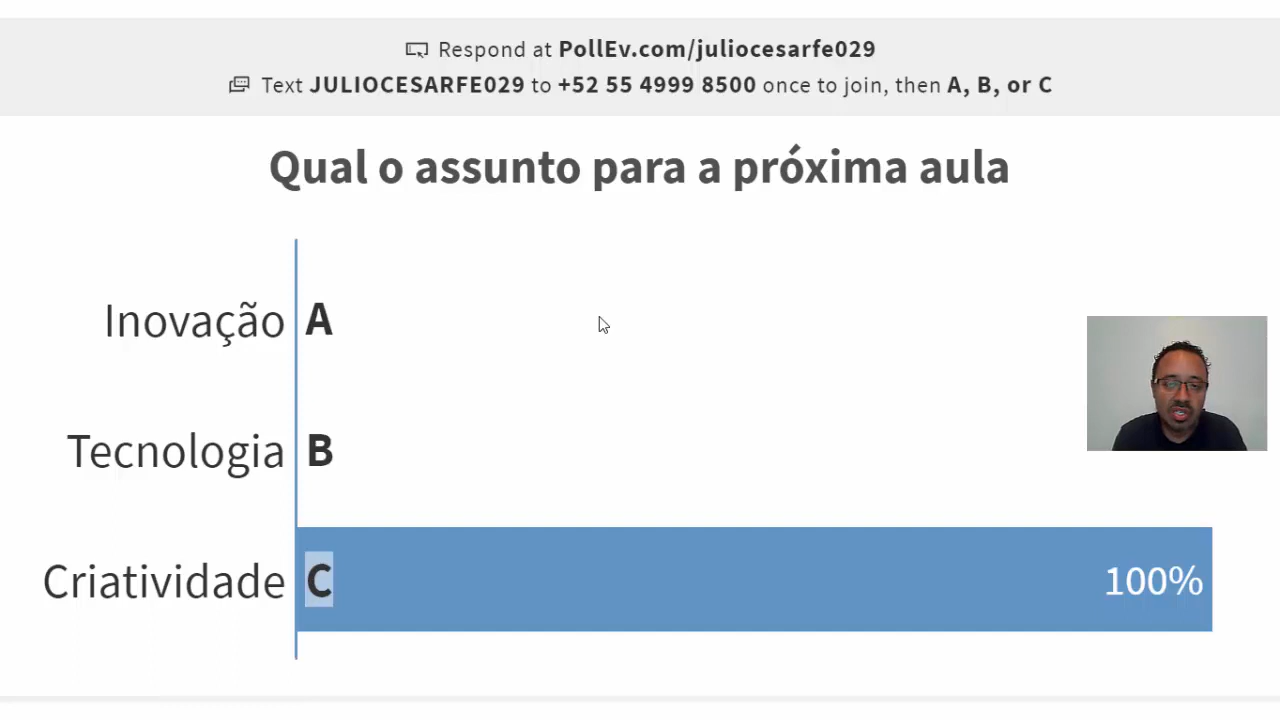 Respond at PollEv.com/juliocesarfe029
Text JULIOCESARFE029 to +52 55 4999 8500 once to join, then A, B, or C
Qual o assunto para a próxima aula
Inovação A
Tecnologia B
Criatividade C 100%